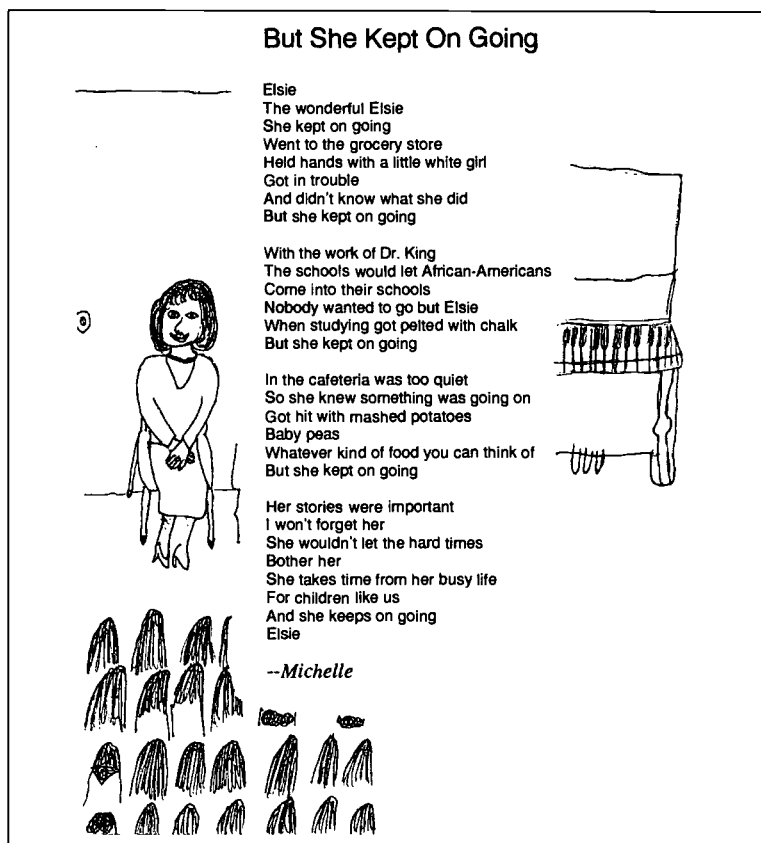 But She Kept On Going
Elsie
The wonderful Elsie
She kept on going
Went to the grocery store
Held hands with a little white girl
Got in trouble
And didn't know what she did
But she kept on going
With the work of Dr. King
The schools would let African-Americans
Come into their schools
Nobody wanted to go but Elsie
When studying got pelted with chalk
But she kept on going
In the cafeteria was too quiet
So she knew something was going on
Got hit with mashed potatoes
Baby peas
Whatever kind of food you can think of
But she kept on going
Her stories were important
I won't forget her
She wouldn't let the hard times
Bother her
She takes time from her busy life
For children like us
And she keeps on going
Elsie
--Michelle